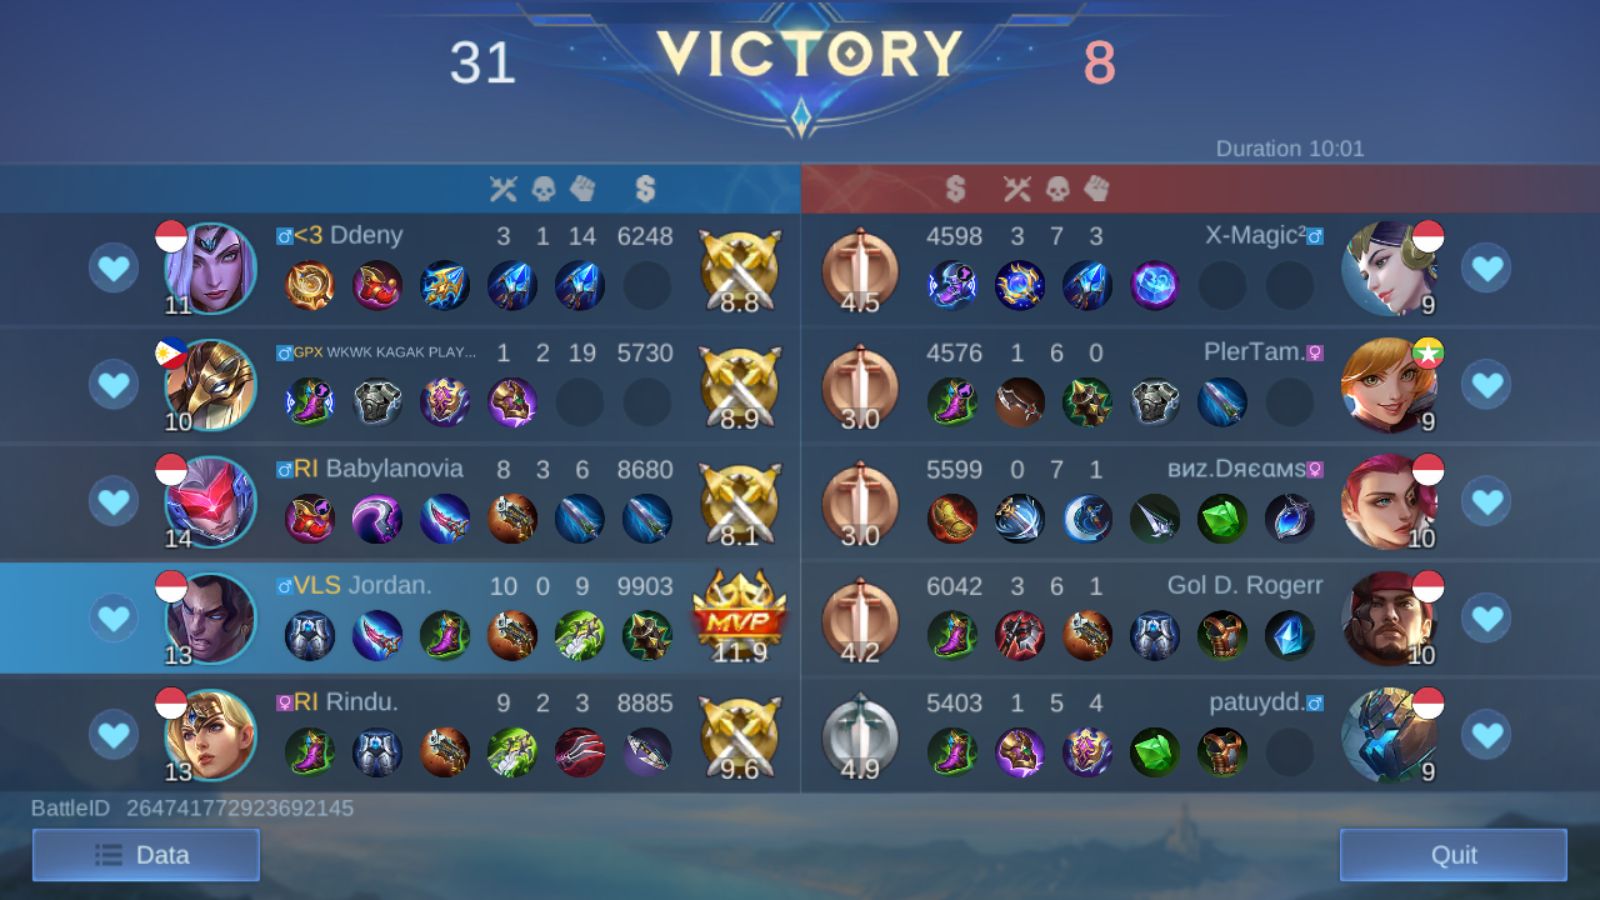 31 VICTORY 8
Duration 10:01
<3 Ddeny 3 1 14 6248
11 8.8
4598 3 7 3 X-Magic²
4.5 9
GPX WKWK KAGAK PLAY... 1 2 19 5730
10 8.9
4576 1 6 0 PlerTam.
3.0 9
RI Babylanovia 8 3 6 8680
14 8.1
5599 0 7 1 виz.Dяєαмs
3.0 10
VLS Jordan. 10 0 9 9903
MVP
13 11.9
6042 3 6 1 Gol D. Rogerr
4.2 10
RI Rindu. 9 2 3 8885
13 9.6
5403 1 5 4 patuydd.
4.9 9
BattleID 264741772923692145
Data
Quit